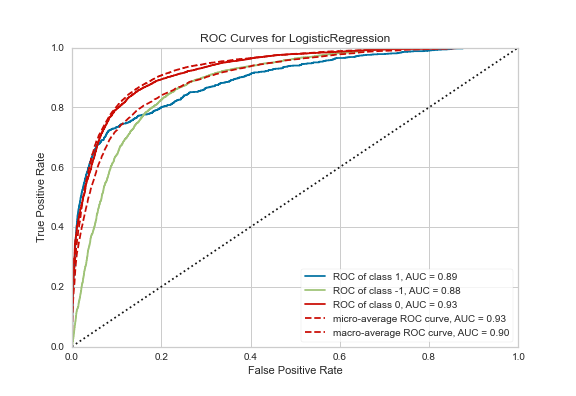 ROC Curves for LogisticRegression
True Positive Rate
1.0
0.8
0.6
0.4
0.2
0.0
ROC of class 1, AUC = 0.89
ROC of class -1, AUC = 0.88
ROC of class 0, AUC = 0.93
micro-average ROC curve, AUC = 0.93
macro-average ROC curve, AUC = 0.90
0.0 0.2 0.4 0.6 0.8 1.0
False Positive Rate